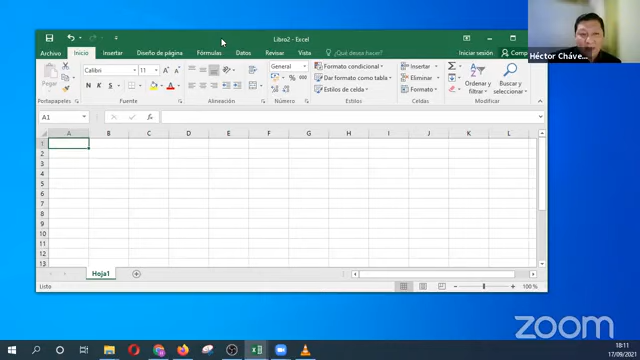 Libro2 - Excel
Archivo Inicio Insertar Diseño de página Fórmulas Datos Revisar Vista ¿Qué desea hacer? Iniciar sesión Comp
Héctor Cháve...
Pegar
Calibri 11
N K S
General
Formato condicional
Dar formato como tabla
Estilos de celda
Insertar
Eliminar
Formato
Ordenar y filtrar
Buscar y seleccionar
Portapapeles Fuente Alineación Número Estilos Celdas Modificar
A1 fx
A B C D E F G H I J K L
1
2
3
4
5
6
7
8
9
10
11
12
13
Hoja1
Listo 100 %
zoom
18:11
17/09/2021